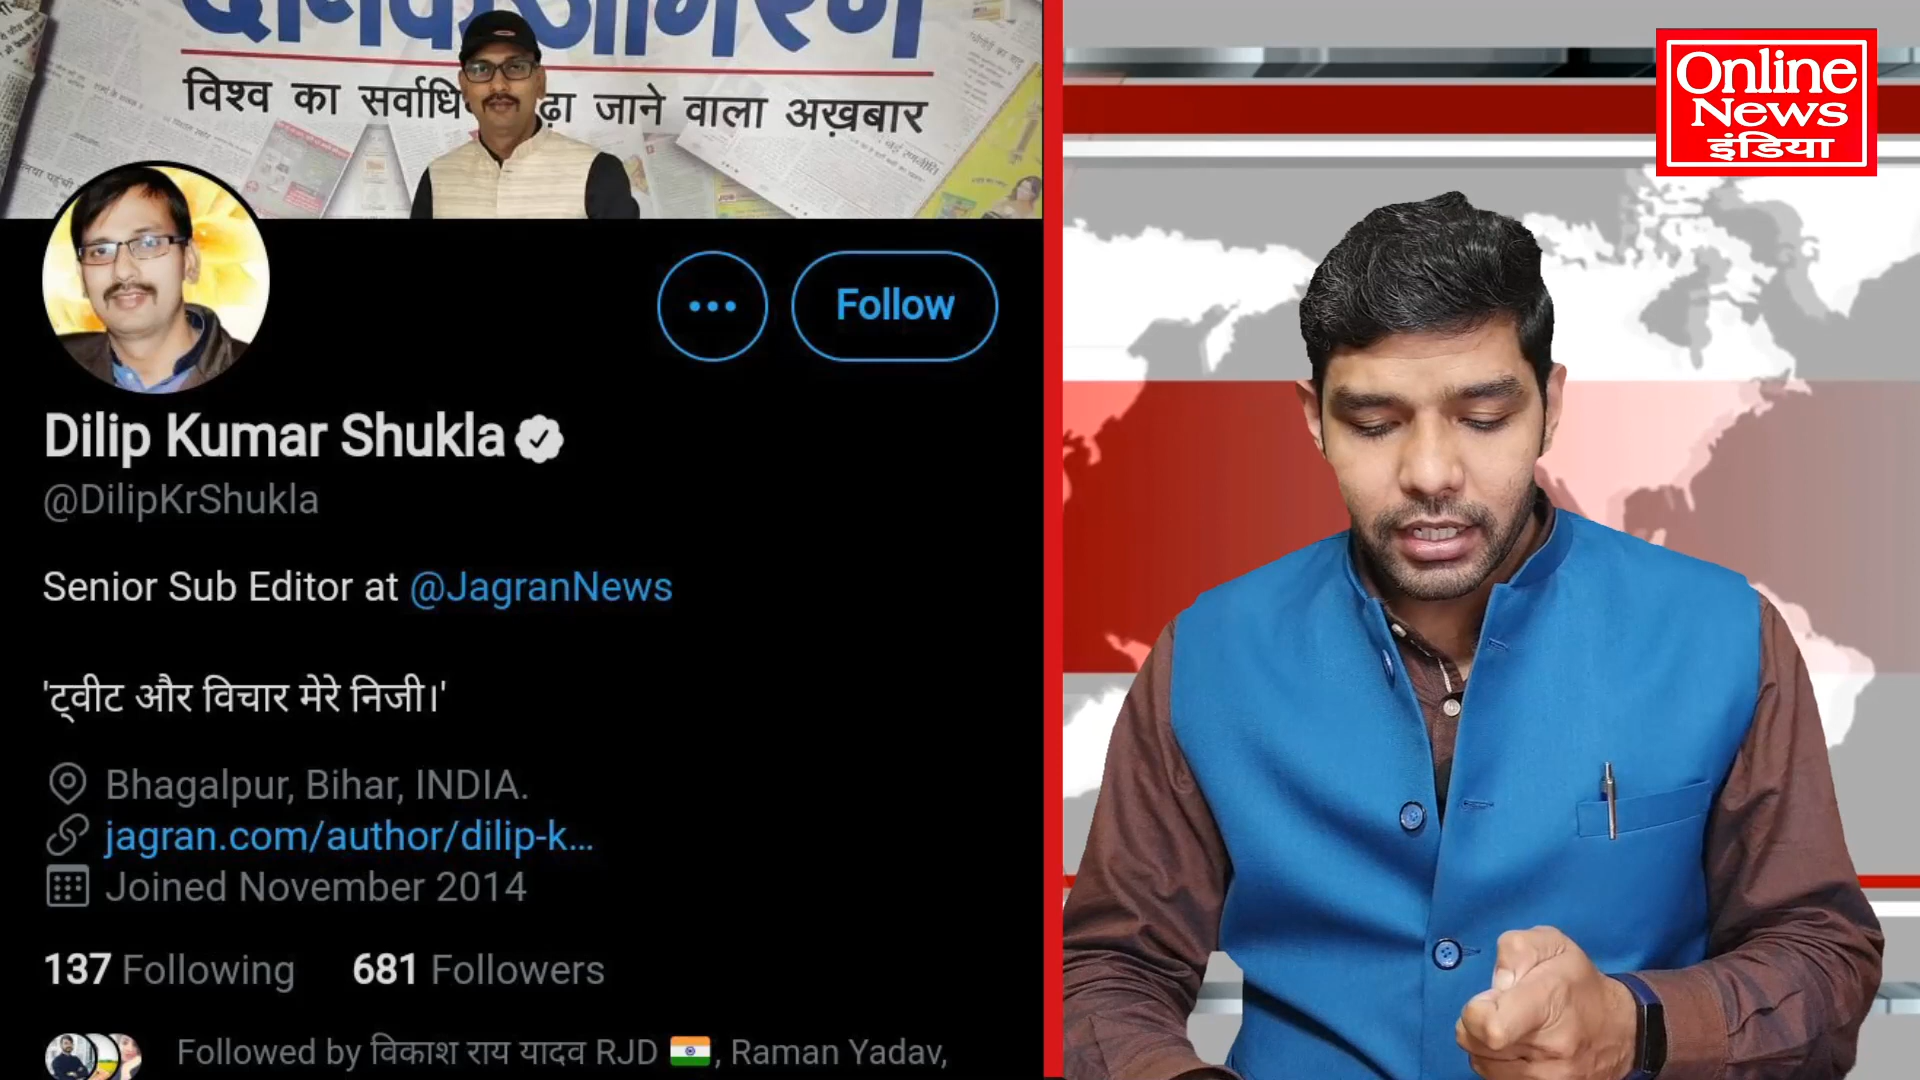 दैनिक जागरण
विश्व का सर्वाधि ढ़ा जाने वाला अख़बार
Online
News
इंडिया
Follow
Dilip Kumar Shukla
@DilipKrShukla
Senior Sub Editor at @JagranNews
'ट्वीट और विचार मेरे निजी।'
Bhagalpur, Bihar, INDIA.
jagran.com/author/dilip-k...
Joined November 2014
137 Following 681 Followers
Followed by विकाश राय यादव RJD 🇮🇳, Raman Yadav,